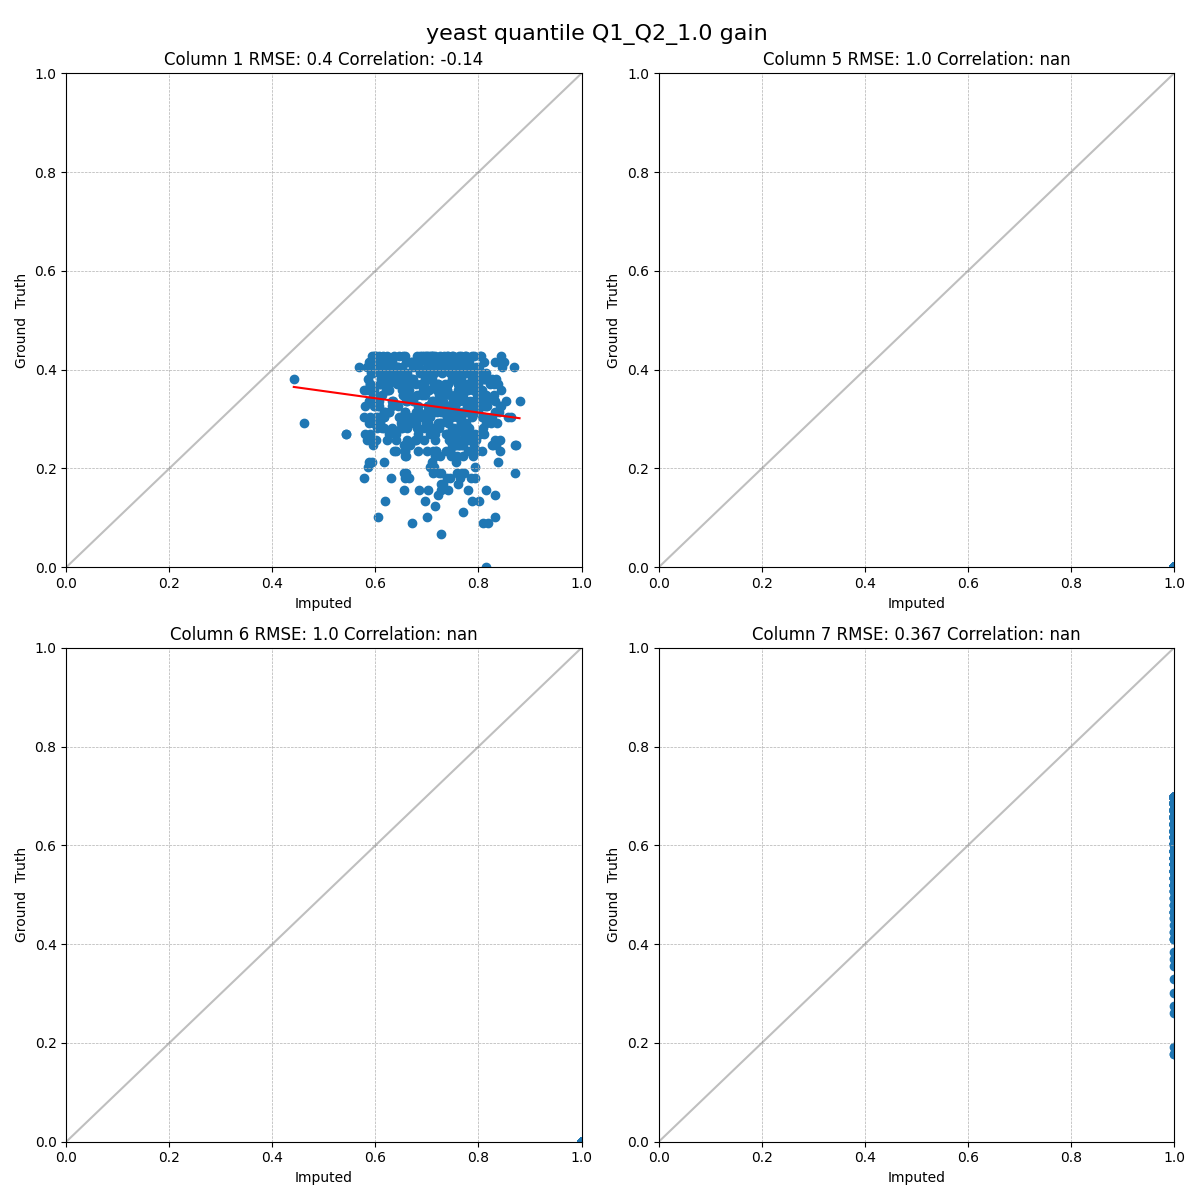 yeast quantile Q1_Q2_1.0 gain
Column 1 RMSE: 0.4 Correlation: -0.14
1.0
0.8
0.6
0.4
0.2
0.0
Ground Truth
0.0 0.2 0.4 0.6 0.8 1.0
Imputed
Column 5 RMSE: 1.0 Correlation: nan
1.0
0.8
0.6
0.4
0.2
0.0
Ground Truth
0.0 0.2 0.4 0.6 0.8 1.0
Imputed
Column 6 RMSE: 1.0 Correlation: nan
1.0
0.8
0.6
0.4
0.2
0.0
Ground Truth
0.0 0.2 0.4 0.6 0.8 1.0
Imputed
Column 7 RMSE: 0.367 Correlation: nan
1.0
0.8
0.6
0.4
0.2
0.0
Ground Truth
0.0 0.2 0.4 0.6 0.8 1.0
Imputed